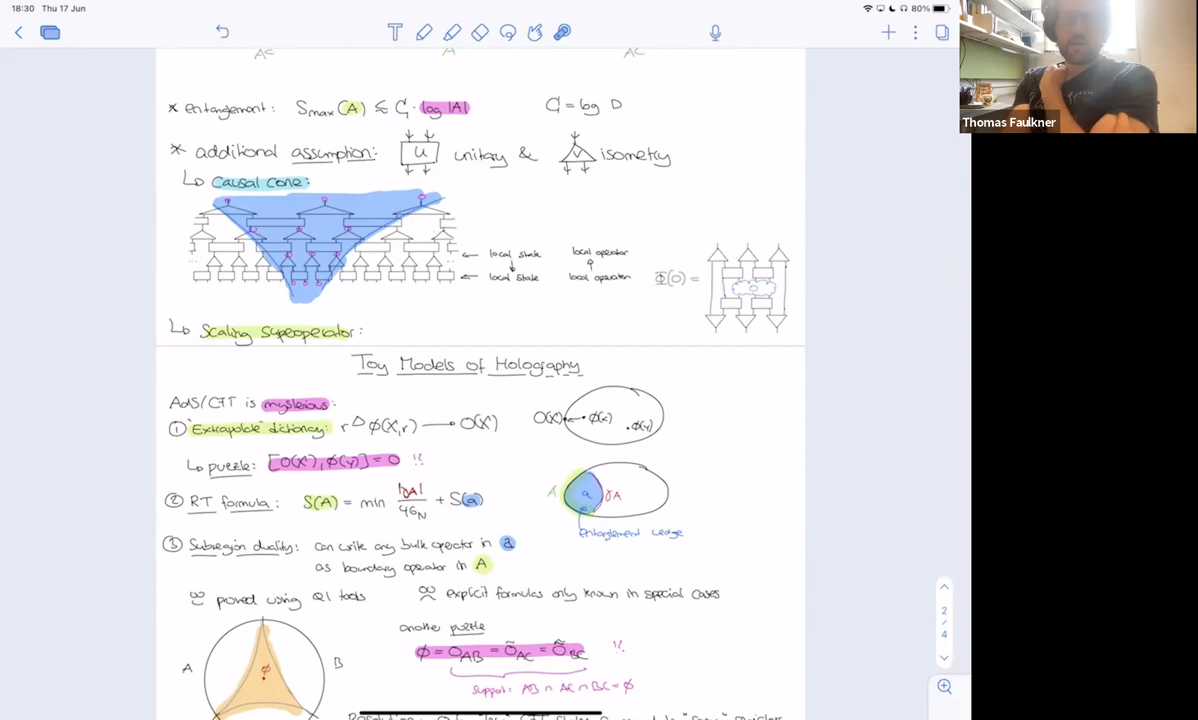 18:30 Thu 17 Jun
80%
Ac A Ac
* entanglement: Smax(A) ≤ C · log |A| C = log D
* additional assumption: U unitary & V isometry
↳ Causal cone:
← local state local operator
← local state local operator Φ(O) =
↳ Scaling superoperator:
Toy Models of Holography
AdS/CFT is mysterious:
① "Extrapolate" dictionary: r^Δ φ(X,r) → O(X) O(X) ← φ(x) φ(y)
↳ puzzle: [O(X), φ(y)] = 0 !?
② RT formula: S(A) = min |γA| / 4G_N + S(a) A a γA
entanglement wedge
③ Subregion duality: can write any bulk operator in a
as boundary operator in A
proved using QI tools explicit formulas only known in special cases
another puzzle
A φ B φ = O_AB = Õ_AC = Õ_BC !?
support: AB ∩ AC ∩ BC = ∅
2 / 4
Thomas Faulkner